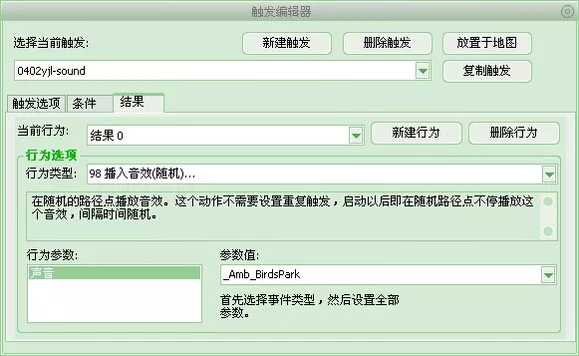 触发编辑器
选择当前触发:
新建触发 删除触发 放置于地图
0402yjl-sound
复制触发
触发选项 条件 结果
当前行为: 结果 0 新建行为 删除行为
行为选项
行为类型: 98 播入音效(随机)...
在随机的路径点播放音效。这个动作不需要设置重复触发，启动以后即在随机路径点不停播放这
个音效，间隔时间随机。
行为参数: 参数值:
声音 _Amb_BirdsPark
首先选择事件类型，然后设置全部
参数。